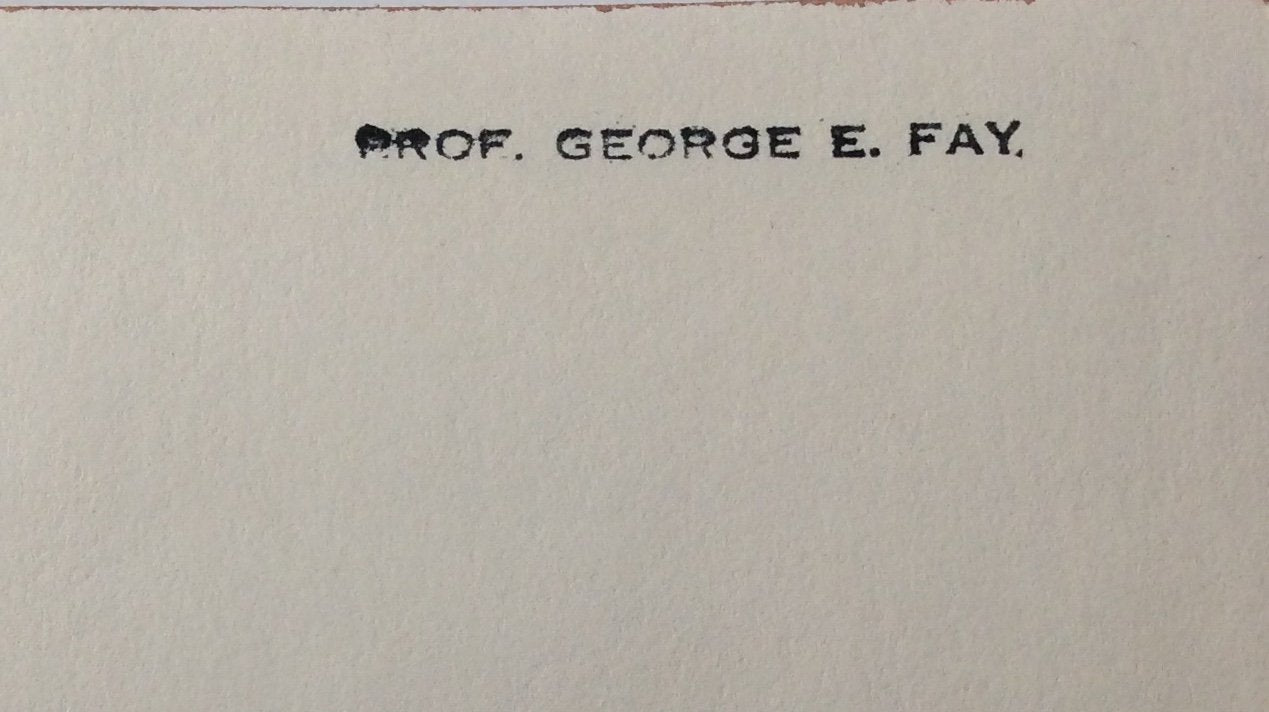 PROF. GEORGE E. FAY.